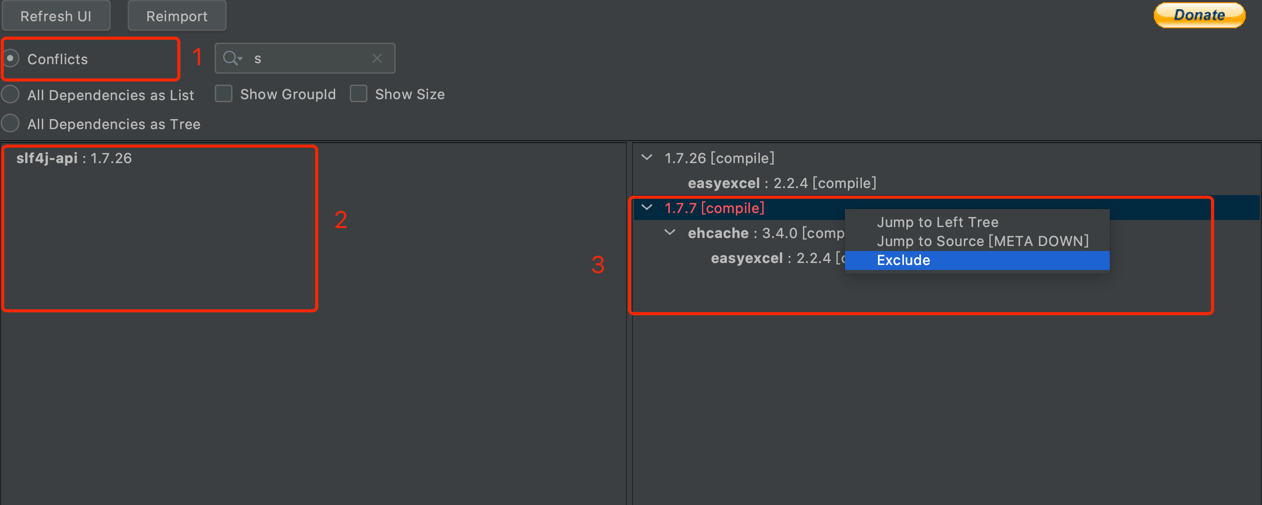 Refresh UI
Reimport
Donate
Conflicts
1
s
All Dependencies as List
Show GroupId
Show Size
All Dependencies as Tree
slf4j-api : 1.7.26
2
1.7.26 [compile]
easyexcel : 2.2.4 [compile]
1.7.7 [compile]
ehcache : 3.4.0 [comp
easyexcel : 2.2.4 [c
3
Jump to Left Tree
Jump to Source [META DOWN]
Exclude